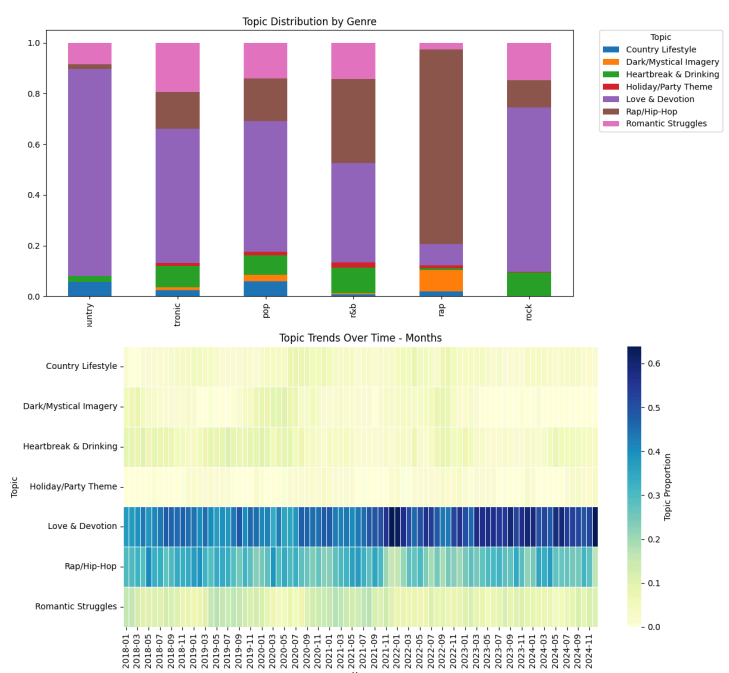 Topic Distribution by Genre
1.0
0.8
0.6
0.4
0.2
0.0
ountry
tronic
pop
r&b
rap
rock
Topic
Country Lifestyle
Dark/Mystical Imagery
Heartbreak & Drinking
Holiday/Party Theme
Love & Devotion
Rap/Hip-Hop
Romantic Struggles
Topic Trends Over Time - Months
Topic
Country Lifestyle
Dark/Mystical Imagery
Heartbreak & Drinking
Holiday/Party Theme
Love & Devotion
Rap/Hip-Hop
Romantic Struggles
2018-01
2018-03
2018-05
2018-07
2018-09
2018-11
2019-01
2019-03
2019-05
2019-07
2019-09
2019-11
2020-01
2020-03
2020-05
2020-07
2020-09
2020-11
2021-01
2021-03
2021-05
2021-07
2021-09
2021-11
2022-01
2022-03
2022-05
2022-07
2022-09
2022-11
2023-01
2023-03
2023-05
2023-07
2023-09
2023-11
2024-01
2024-03
2024-05
2024-07
2024-09
2024-11
0.6
0.5
0.4
0.3
0.2
0.1
0.0
Topic Proportion